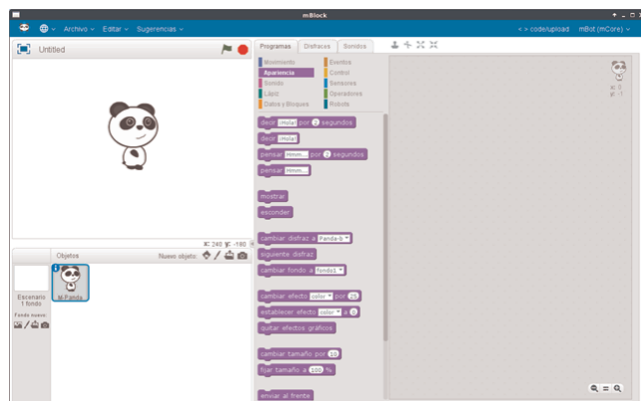 mBlock
Archivo Editar Sugerencias < > code/upload mBot (mCore)
Untitled
X: 240 y: -180
Objetos Nuevo objeto:
M-Panda
Escenario
1 fondo
Fondo nuevo:
Programas Disfraces Sonidos
Movimiento Eventos
Apariencia Control
Sonido Sensores
Lápiz Operadores
Datos y Bloques Robots
decir ¡Hola! por 2 segundos
decir ¡Hola!
pensar Hmm... por 2 segundos
pensar Hmm...
mostrar
esconder
cambiar disfraz a Panda-b
siguiente disfraz
cambiar fondo a fondo1
cambiar efecto color por 25
establecer efecto color a 0
quitar efectos gráficos
cambiar tamaño por 10
fijar tamaño a 100 %
enviar al frente
x: 0
y: -1